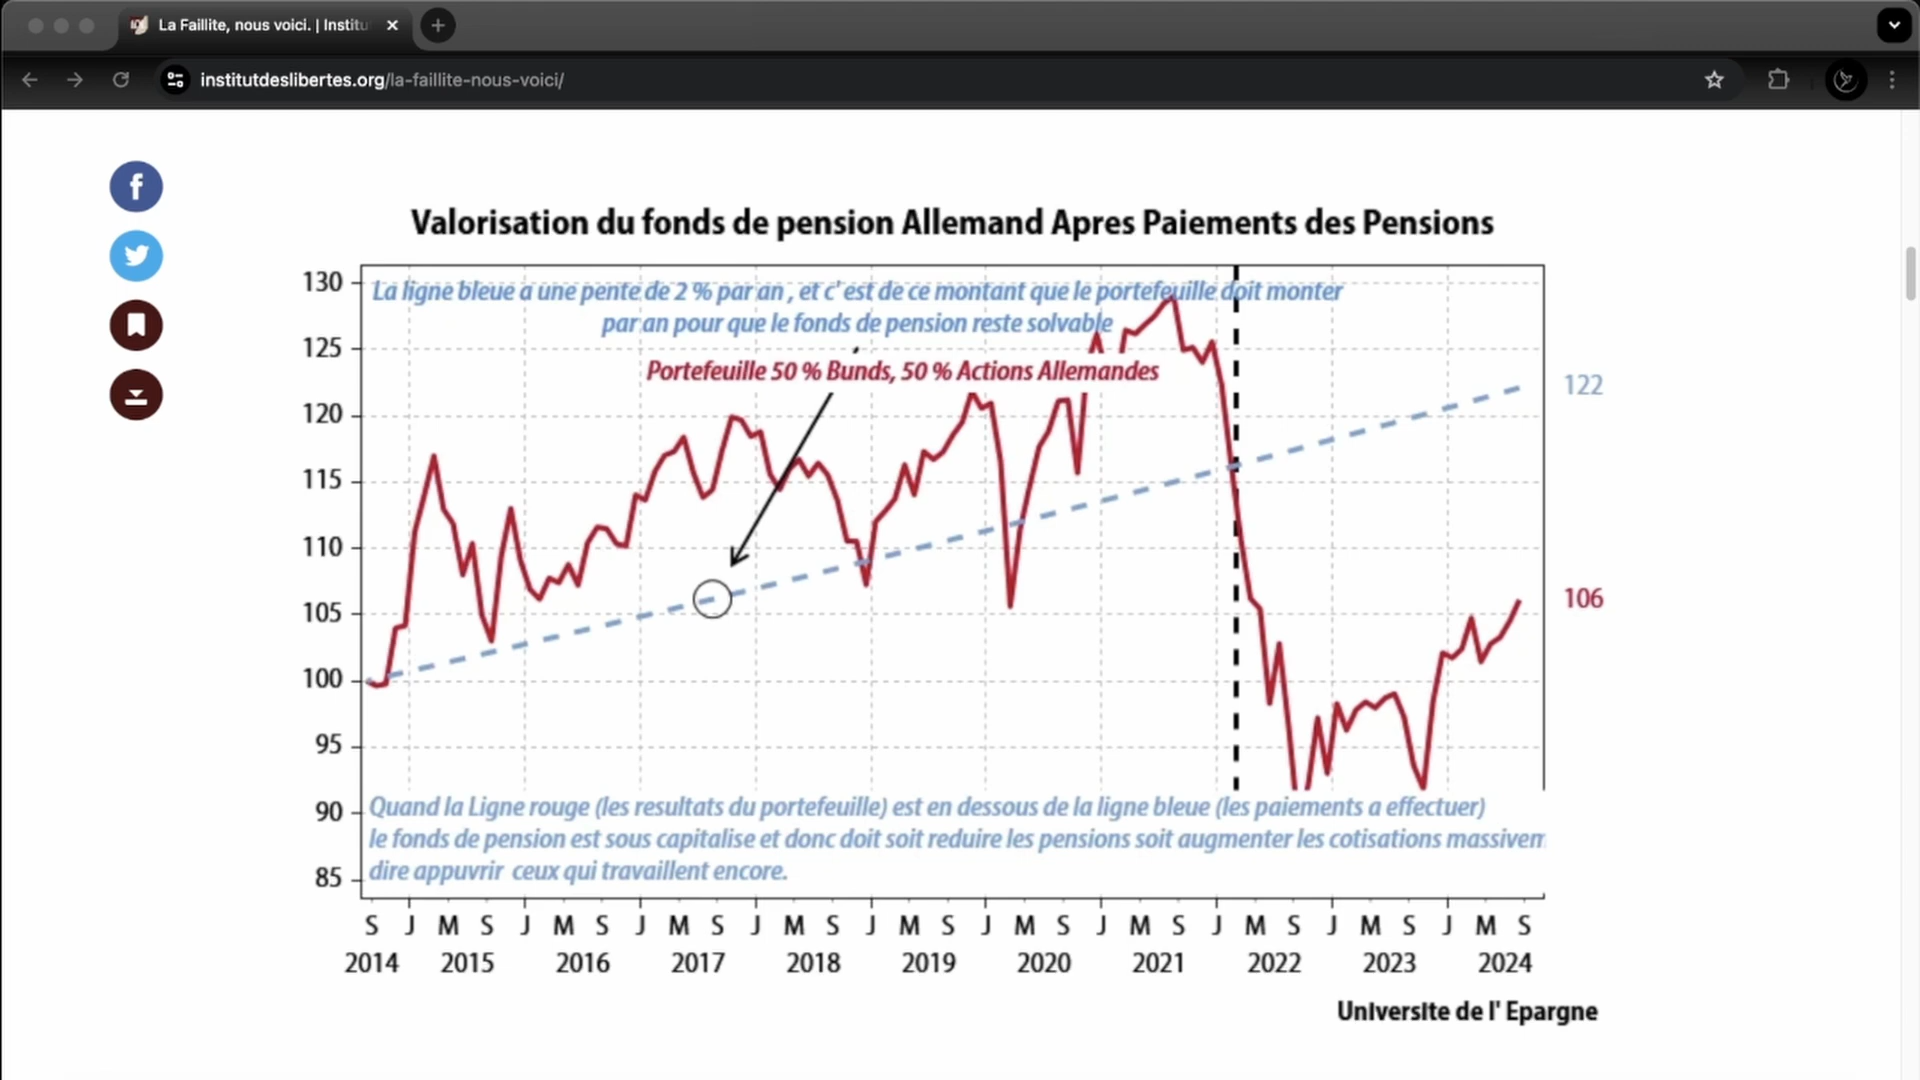 La Faillite, nous voici. | Institu
institutdeslibertes.org/la-faillite-nous-voici/
Valorisation du fonds de pension Allemand Apres Paiements des Pensions
La ligne bleue a une pente de 2 % par an , et c' est de ce montant que le portefeuille doit monter
par an pour que le fonds de pension reste solvable
Portefeuille 50 % Bunds, 50 % Actions Allemandes
130
125
120
115
110
105
100
95
90
85
122
106
Quand la Ligne rouge (les resultats du portefeuille) est en dessous de la ligne bleue (les paiements a effectuer)
le fonds de pension est sous capitalise et donc doit soit reduire les pensions soit augmenter les cotisations massivem
dire appuvrir ceux qui travaillent encore.
S J M S J M S J M S J M S J M S J M S J M S J M S J M S J M S
2014 2015 2016 2017 2018 2019 2020 2021 2022 2023 2024
Universite de l' Epargne